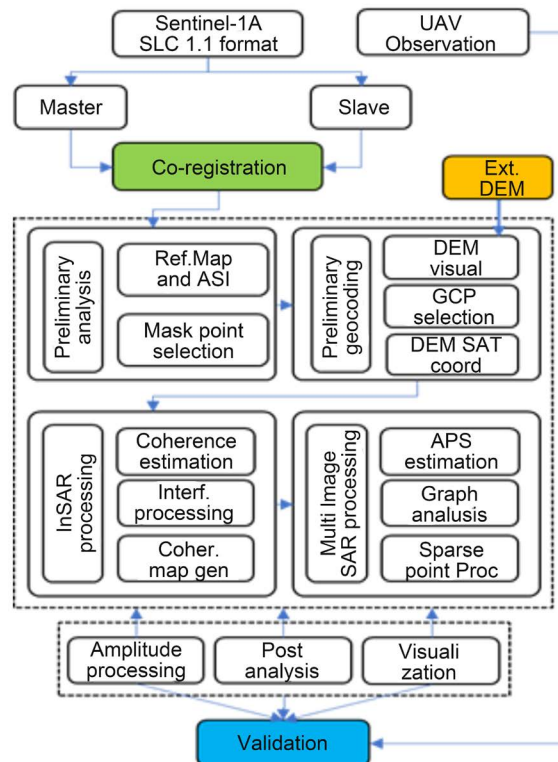 Sentinel-1A
SLC 1.1 format
UAV
Observation
Master
Slave
Co-registration
Ext.
DEM
Preliminary
analysis
Ref.Map
and ASI
Mask point
selection
Preliminary
geocoding
DEM
visual
GCP
selection
DEM SAT
coord
InSAR
processing
Coherence
estimation
Interf.
processing
Coher.
map gen
Multi Image
SAR processing
APS
estimation
Graph
analusis
Sparse
point Proc
Amplitude
processing
Post
analysis
Visuali
zation
Validation